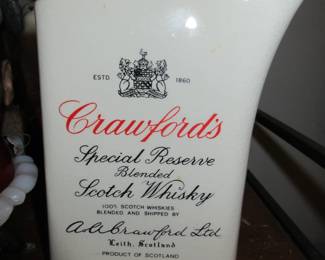 ESTD 1860
Crawford's
Special Reserve
Blended
Scotch Whisky
100% SCOTCH WHISKIES
BLENDED AND SHIPPED BY
A & A Crawford Ltd
Leith, Scotland
PRODUCT OF SCOTLAND